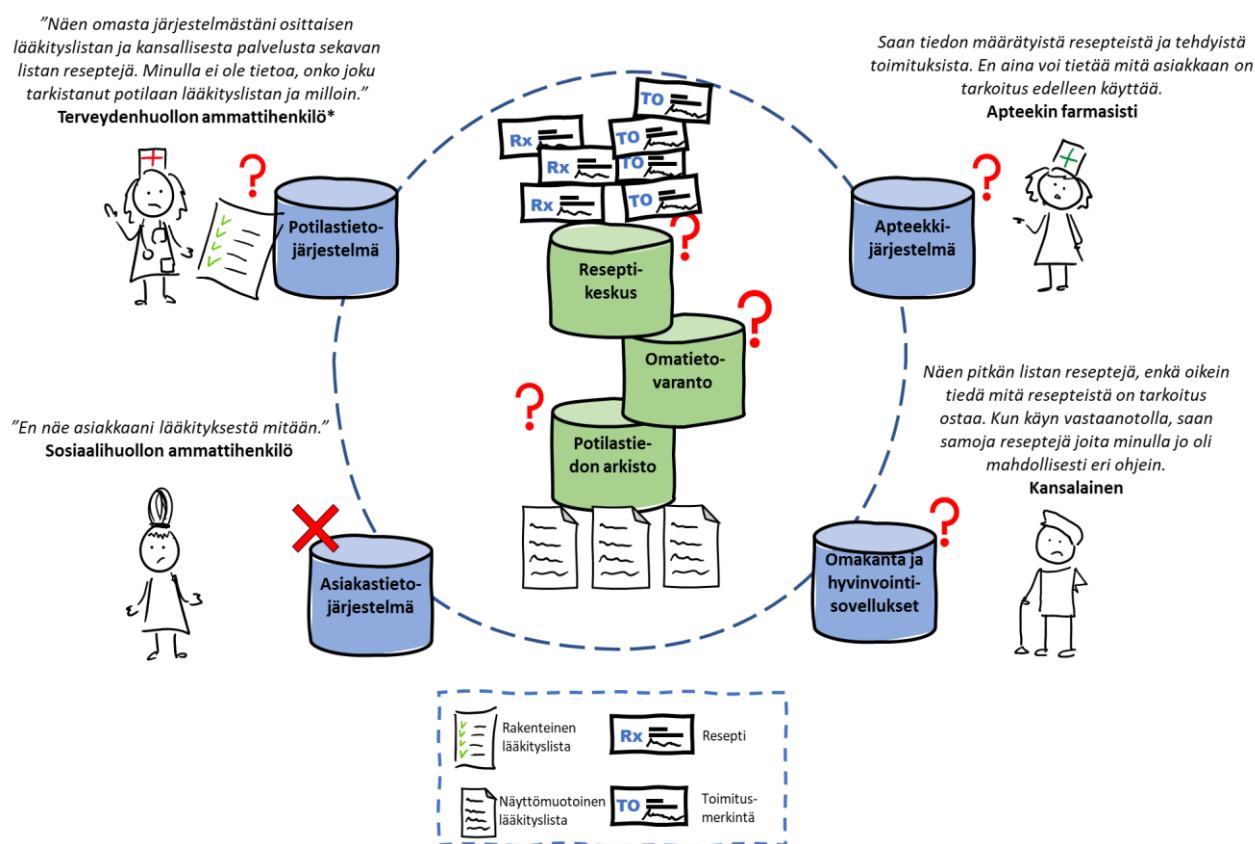 ”Näen omasta järjestelmästäni osittaisen
lääkityslistan ja kansallisesta palvelusta sekavan
listan reseptejä. Minulla ei ole tietoa, onko joku
tarkistanut potilaan lääkityslistan ja milloin.”
Terveydenhuollon ammattihenkilö*
Saan tiedon määrätyistä resepteistä ja tehdyistä
toimituksista. En aina voi tietää mitä asiakkaan on
tarkoitus edelleen käyttää.
Apteekin farmasisti
TO
Rx
TO
Rx
TO
Rx
TO
?
Potilastieto-
järjestelmä
?
Apteekki-
järjestelmä
?
Resepti-
keskus
?
Omatieto-
varanto
?
Potilastie-
don arkisto
”En näe asiakkaani lääkityksestä mitään.”
Sosiaalihuollon ammattihenkilö
Näen pitkän listan reseptejä, enkä oikein
tiedä mitä resepteistä on tarkoitus
ostaa. Kun käyn vastaanotolla, saan
samoja reseptejä joita minulla jo oli
mahdollisesti eri ohjein.
Kansalainen
Asiakastieto-
järjestelmä
?
Omakanta ja
hyvinvointi-
sovellukset
Rakenteinen
lääkityslista
Rx
Resepti
Näyttömuotoinen
lääkityslista
TO
Toimitus-
merkintä